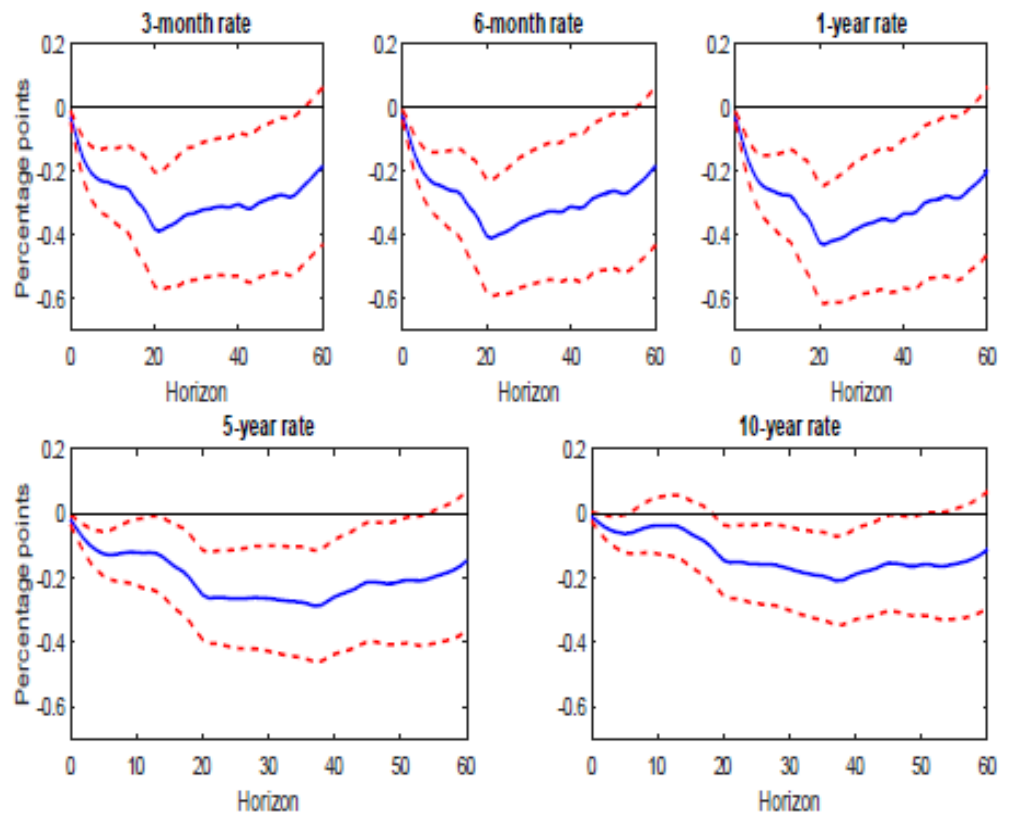 3-month rate 6-month rate 1-year rate
0.2 0.2 0.2
0 0 0
-0.2 -0.2 -0.2
-0.4 -0.4 -0.4
-0.6 -0.6 -0.6
Percentage points
0 20 40 60 0 20 40 60 0 20 40 60
Horizon Horizon Horizon
5-year rate 10-year rate
0.2 0.2
0 0
-0.2 -0.2
-0.4 -0.4
-0.6 -0.6
Percentage points
0 10 20 30 40 50 60 0 10 20 30 40 50 60
Horizon Horizon